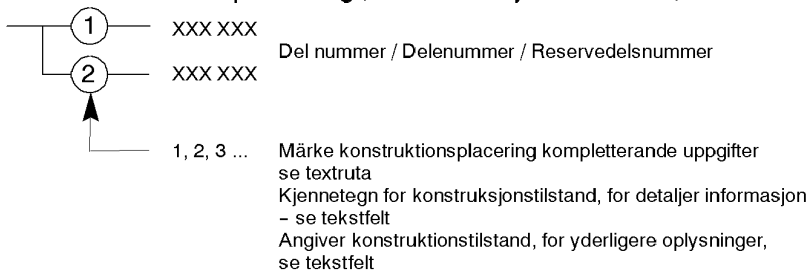 1 XXX XXX
Del nummer / Delenummer / Reservedelsnummer
2 XXX XXX
1, 2, 3 ... Märke konstruktionsplacering kompletterande uppgifter
se textruta
Kjennetegn for konstruksjonstilstand, for detaljer informasjon
– se tekstfelt
Angiver konstruktionstilstand, for yderligere oplysninger,
se tekstfelt